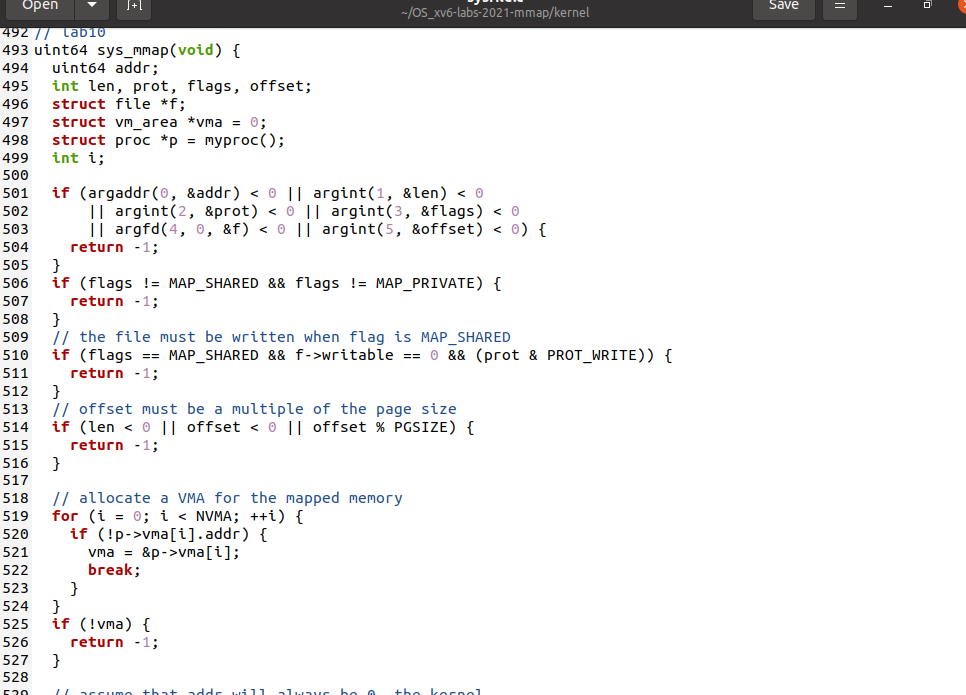 Open
~/OS_xv6-labs-2021-mmap/kernel
Save
492 // lab10
493 uint64 sys_mmap(void) {
494   uint64 addr;
495   int len, prot, flags, offset;
496   struct file *f;
497   struct vm_area *vma = 0;
498   struct proc *p = myproc();
499   int i;
500
501   if (argaddr(0, &addr) < 0 || argint(1, &len) < 0
502       || argint(2, &prot) < 0 || argint(3, &flags) < 0
503       || argfd(4, 0, &f) < 0 || argint(5, &offset) < 0) {
504     return -1;
505   }
506   if (flags != MAP_SHARED && flags != MAP_PRIVATE) {
507     return -1;
508   }
509   // the file must be written when flag is MAP_SHARED
510   if (flags == MAP_SHARED && f->writable == 0 && (prot & PROT_WRITE)) {
511     return -1;
512   }
513   // offset must be a multiple of the page size
514   if (len < 0 || offset < 0 || offset % PGSIZE) {
515     return -1;
516   }
517
518   // allocate a VMA for the mapped memory
519   for (i = 0; i < NVMA; ++i) {
520     if (!p->vma[i].addr) {
521       vma = &p->vma[i];
522       break;
523     }
524   }
525   if (!vma) {
526     return -1;
527   }
528
529   // assume that addr will always be 0, the kernel